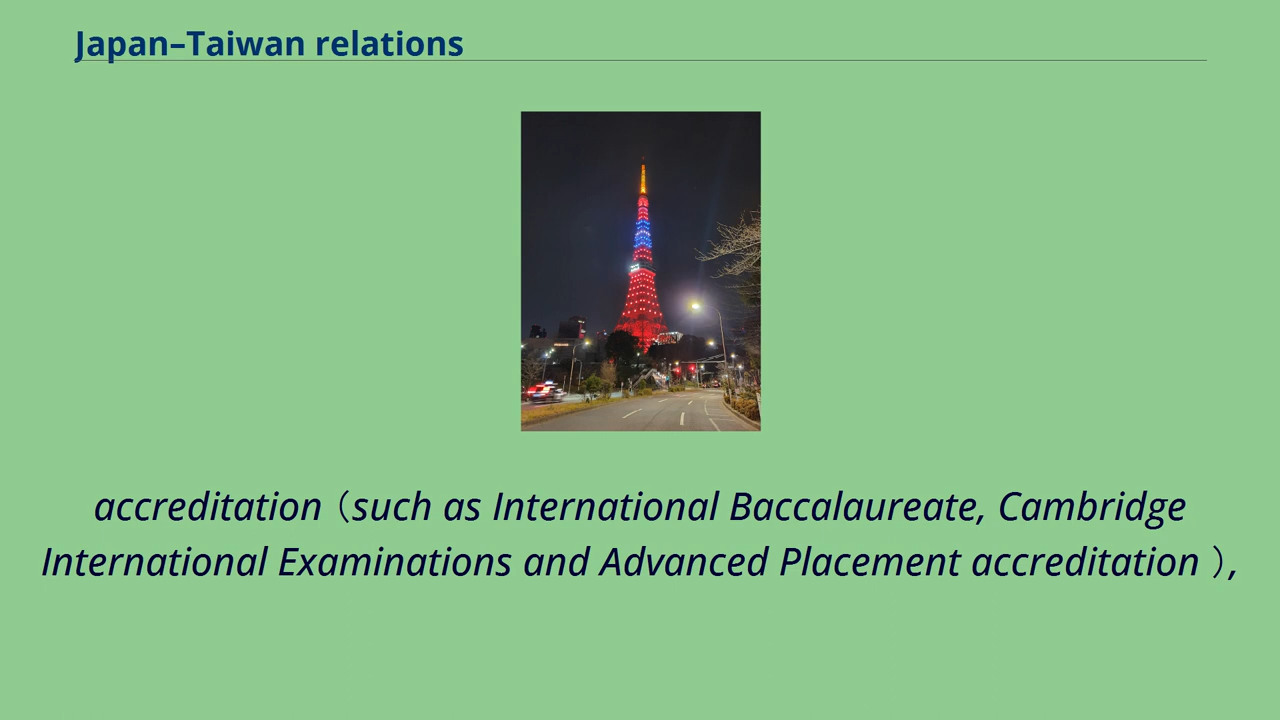 Japan–Taiwan relations
accreditation（such as International Baccalaureate, Cambridge
International Examinations and Advanced Placement accreditation ）,